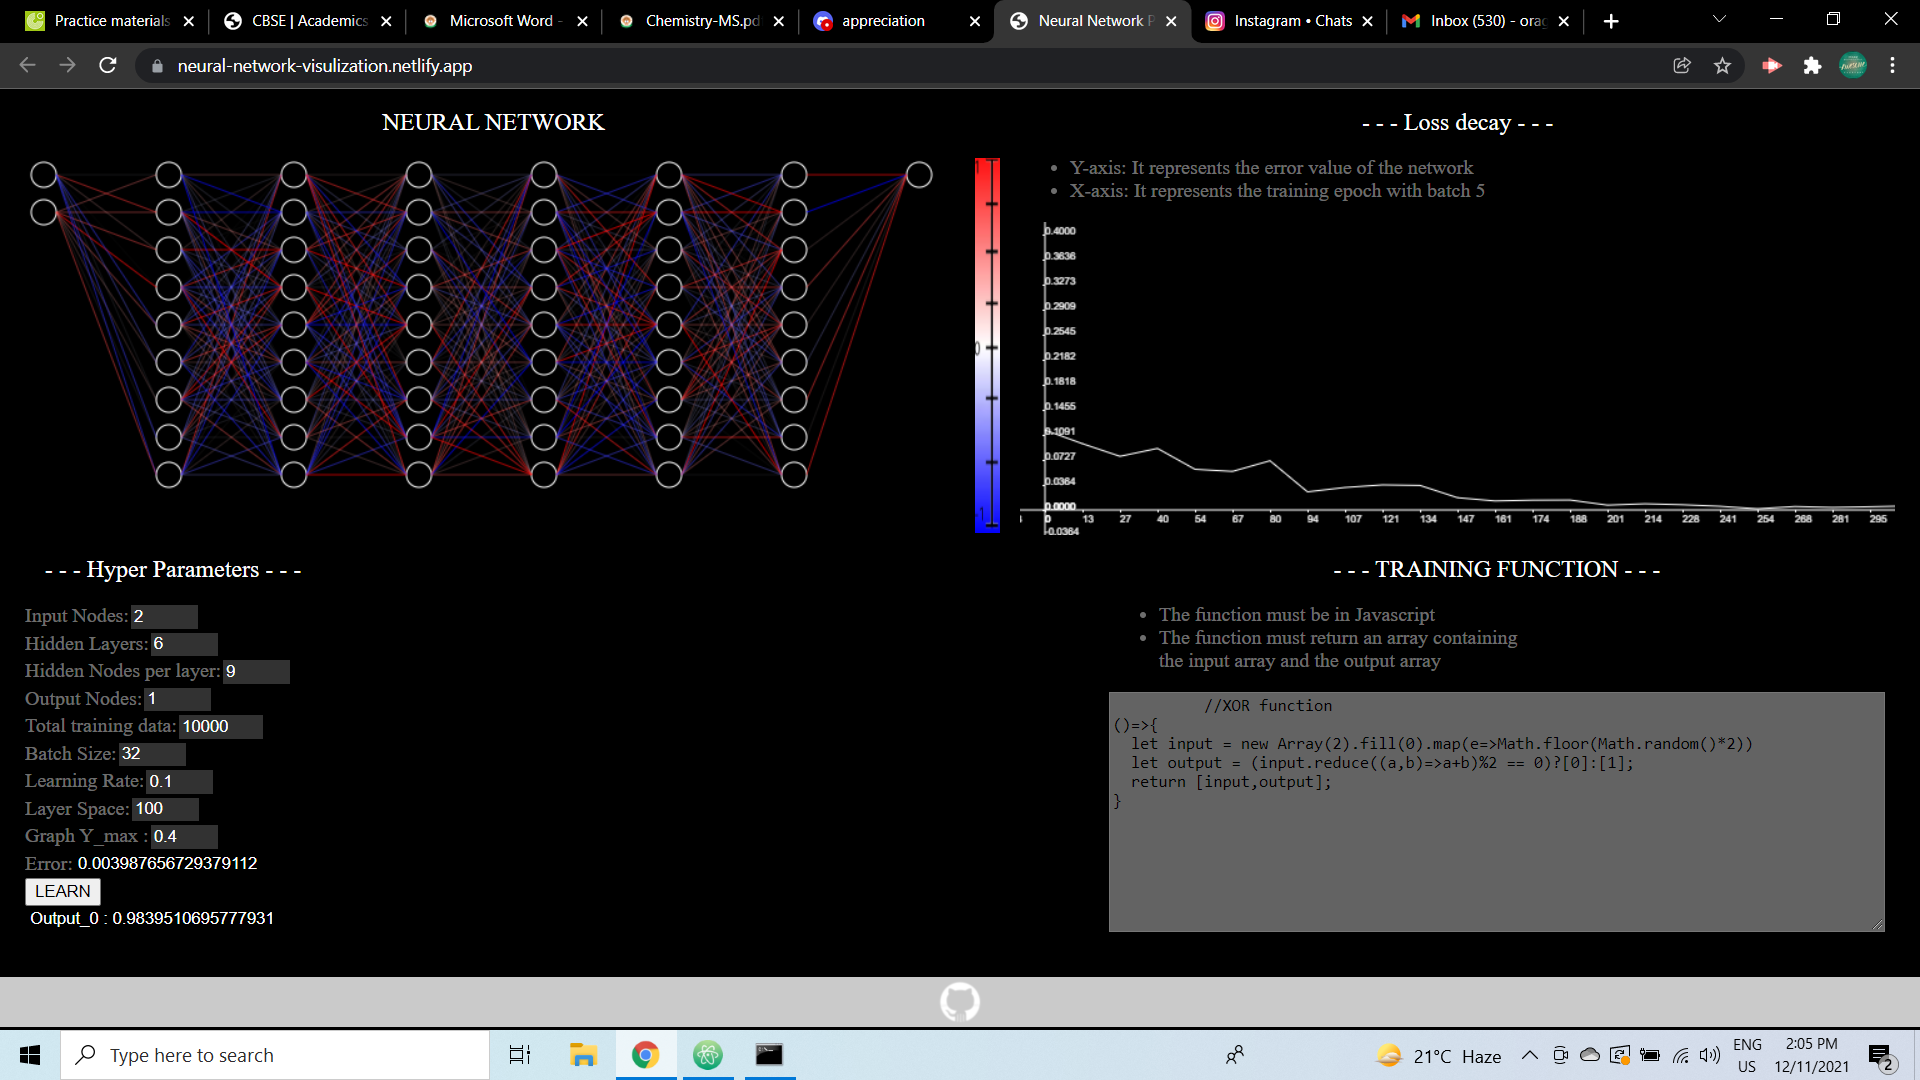 Practice materials
CBSE | Academics
Microsoft Word -
Chemistry-MS.pd
appreciation
Neural Network P
Instagram • Chats
Inbox (530) - orag
neural-network-visulization.netlify.app
NEURAL NETWORK
1
0
-1
- - - Loss decay - - -
• Y-axis: It represents the error value of the network
• X-axis: It represents the training epoch with batch 5
0.4000
0.3636
0.3273
0.2909
0.2545
0.2182
0.1818
0.1455
0.1091
0.0727
0.0364
0.0000
0 13 27 40 54 67 80 94 107 121 134 147 161 174 188 201 214 228 241 254 268 281 295
-0.0364
- - - Hyper Parameters - - -
Input Nodes: 2
Hidden Layers: 6
Hidden Nodes per layer: 9
Output Nodes: 1
Total training data: 10000
Batch Size: 32
Learning Rate: 0.1
Layer Space: 100
Graph Y_max : 0.4
Error: 0.003987656729379112
LEARN
Output_0 : 0.9839510695777931
- - - TRAINING FUNCTION - - -
• The function must be in Javascript
• The function must return an array containing
the input array and the output array
//XOR function
()=>{
let input = new Array(2).fill(0).map(e=>Math.floor(Math.random()*2))
let output = (input.reduce((a,b)=>a+b)%2 == 0)?[0]:[1];
return [input,output];
}
Type here to search
21°C Haze
ENG
US
2:05 PM
12/11/2021
2